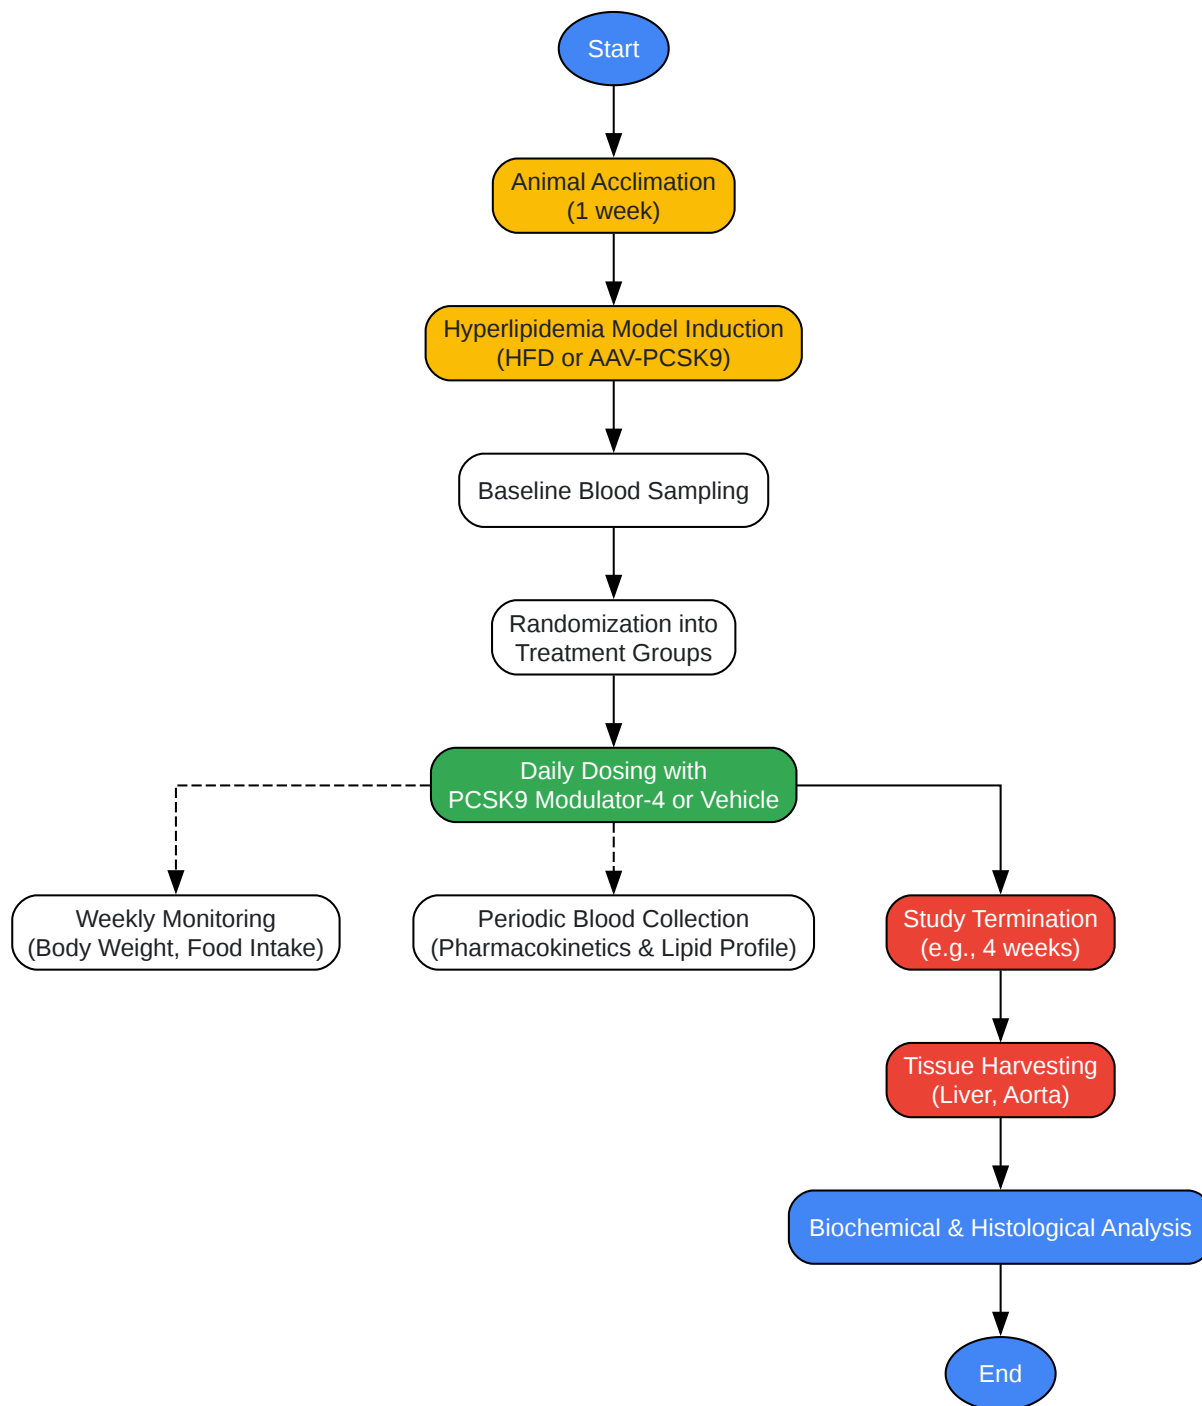 Start
Animal Acclimation
(1 week)
Hyperlipidemia Model Induction
(HFD or AAV-PCSK9)
Baseline Blood Sampling
Randomization into
Treatment Groups
Daily Dosing with
PCSK9 Modulator-4 or Vehicle
Weekly Monitoring
(Body Weight, Food Intake)
Periodic Blood Collection
(Pharmacokinetics & Lipid Profile)
Study Termination
(e.g., 4 weeks)
Tissue Harvesting
(Liver, Aorta)
Biochemical & Histological Analysis
End